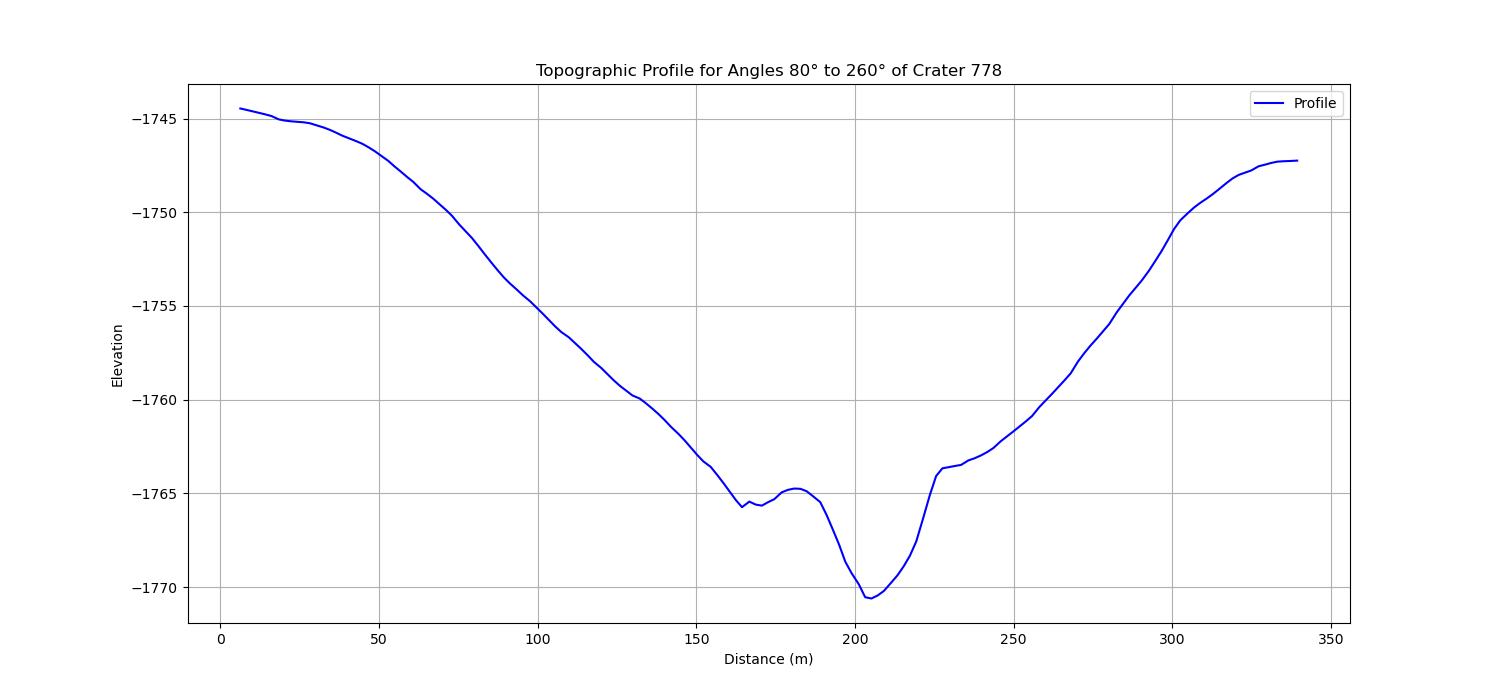 Topographic Profile for Angles 80° to 260° of Crater 778
Profile
Elevation
−1745
−1750
−1755
−1760
−1765
−1770
0 50 100 150 200 250 300 350
Distance (m)